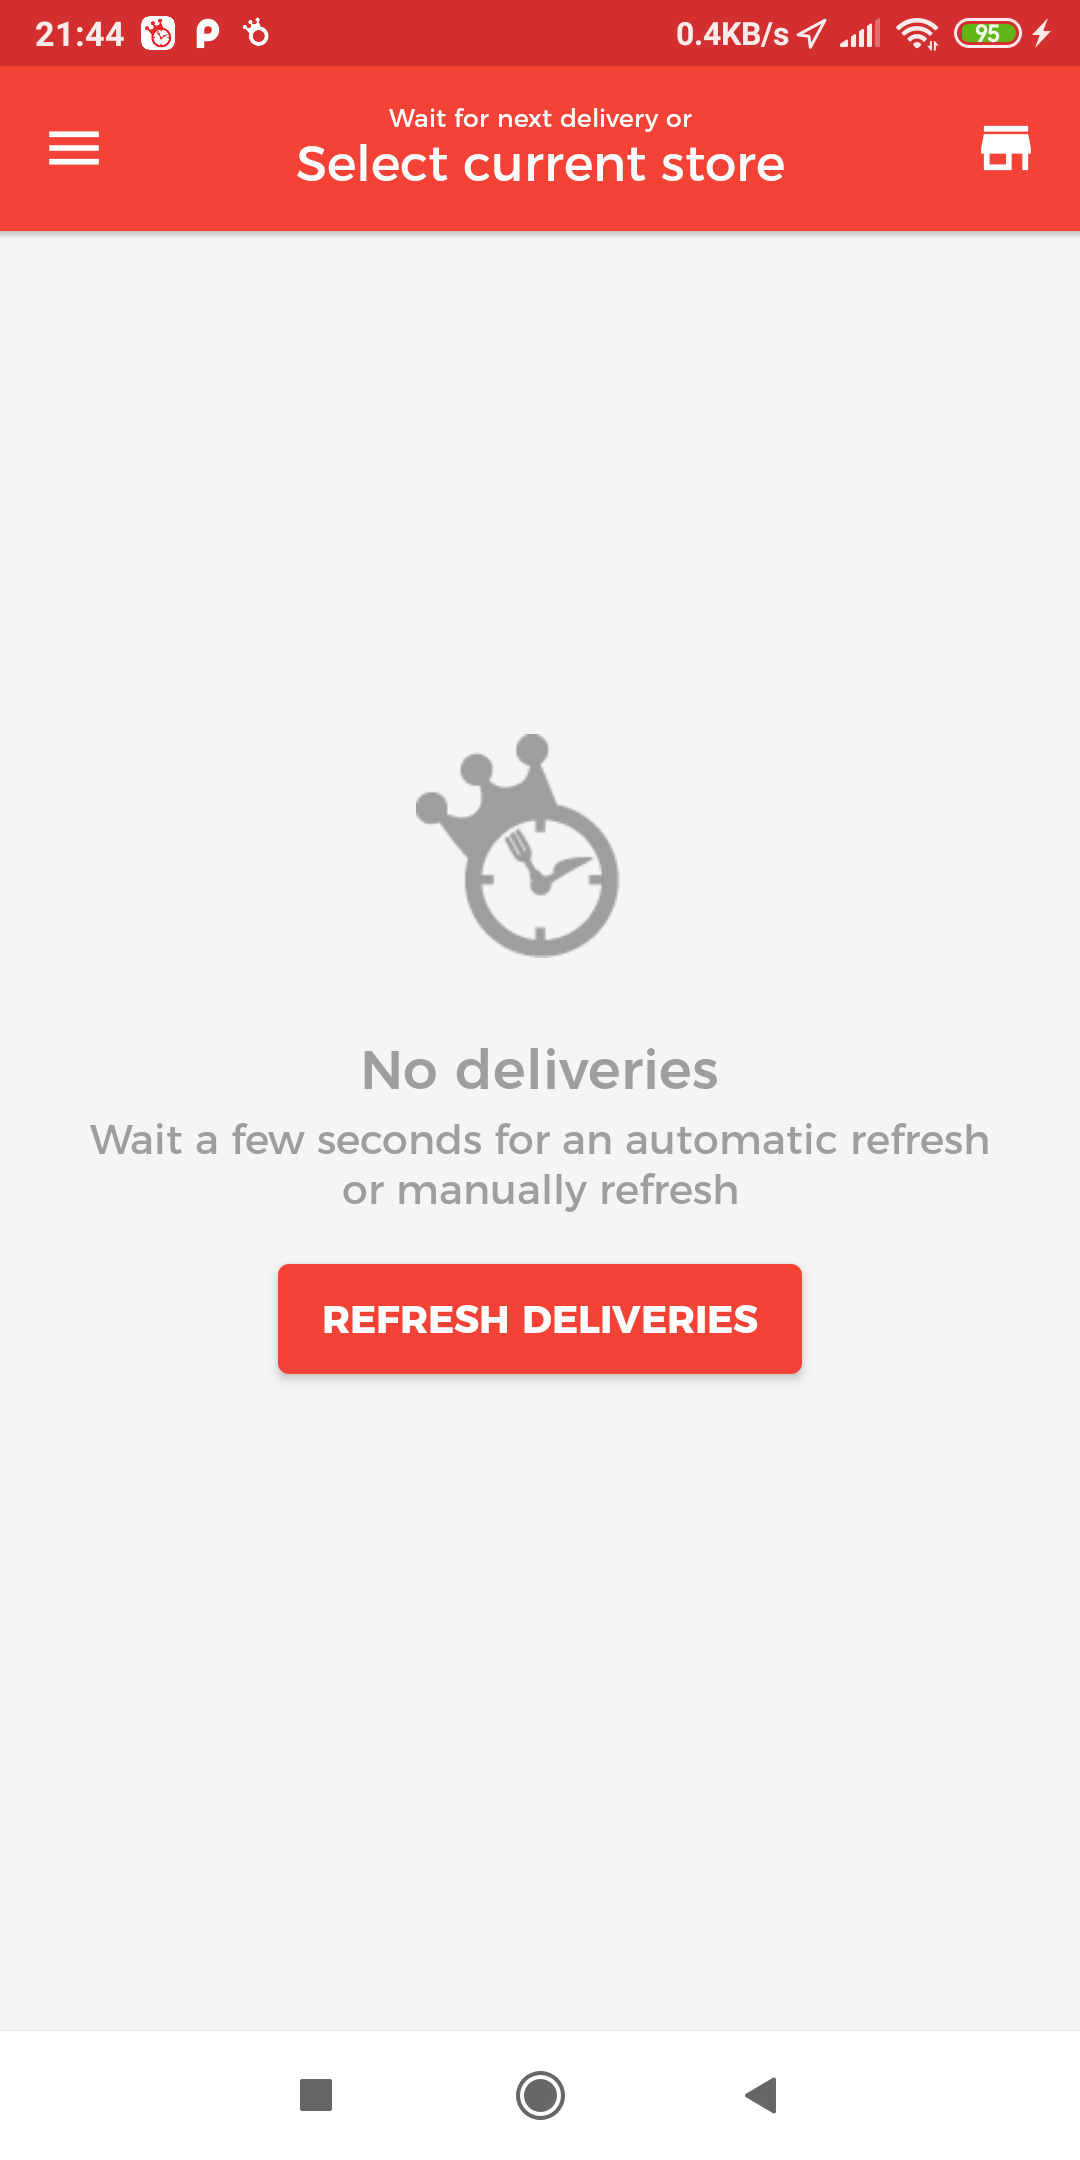 21:44 0.4KB/s 95
Wait for next delivery or
Select current store
No deliveries
Wait a few seconds for an automatic refresh
or manually refresh
REFRESH DELIVERIES